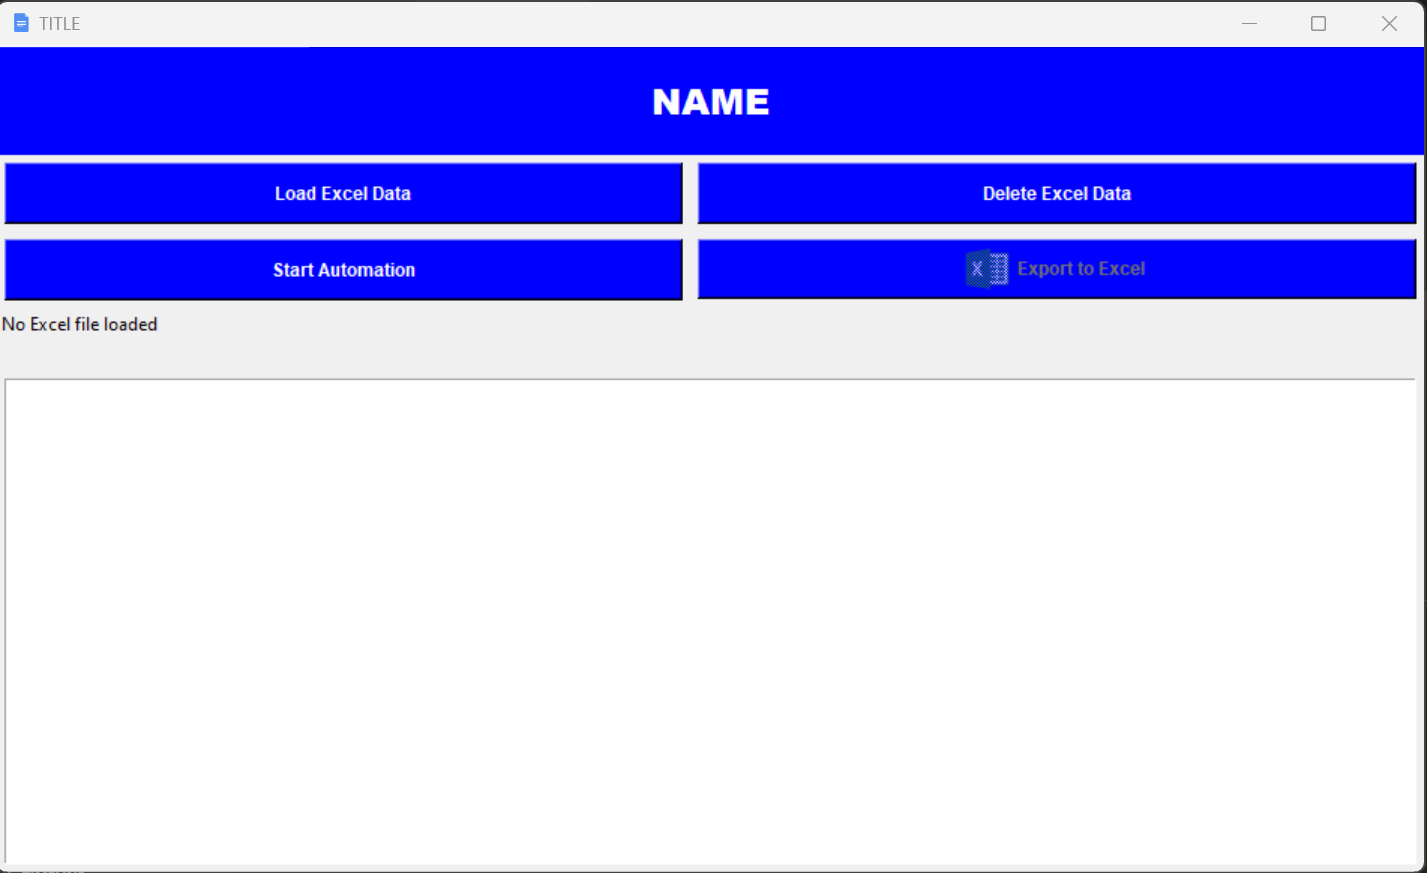 TITLE
NAME
Load Excel Data
Delete Excel Data
Start Automation
X Export to Excel
No Excel file loaded